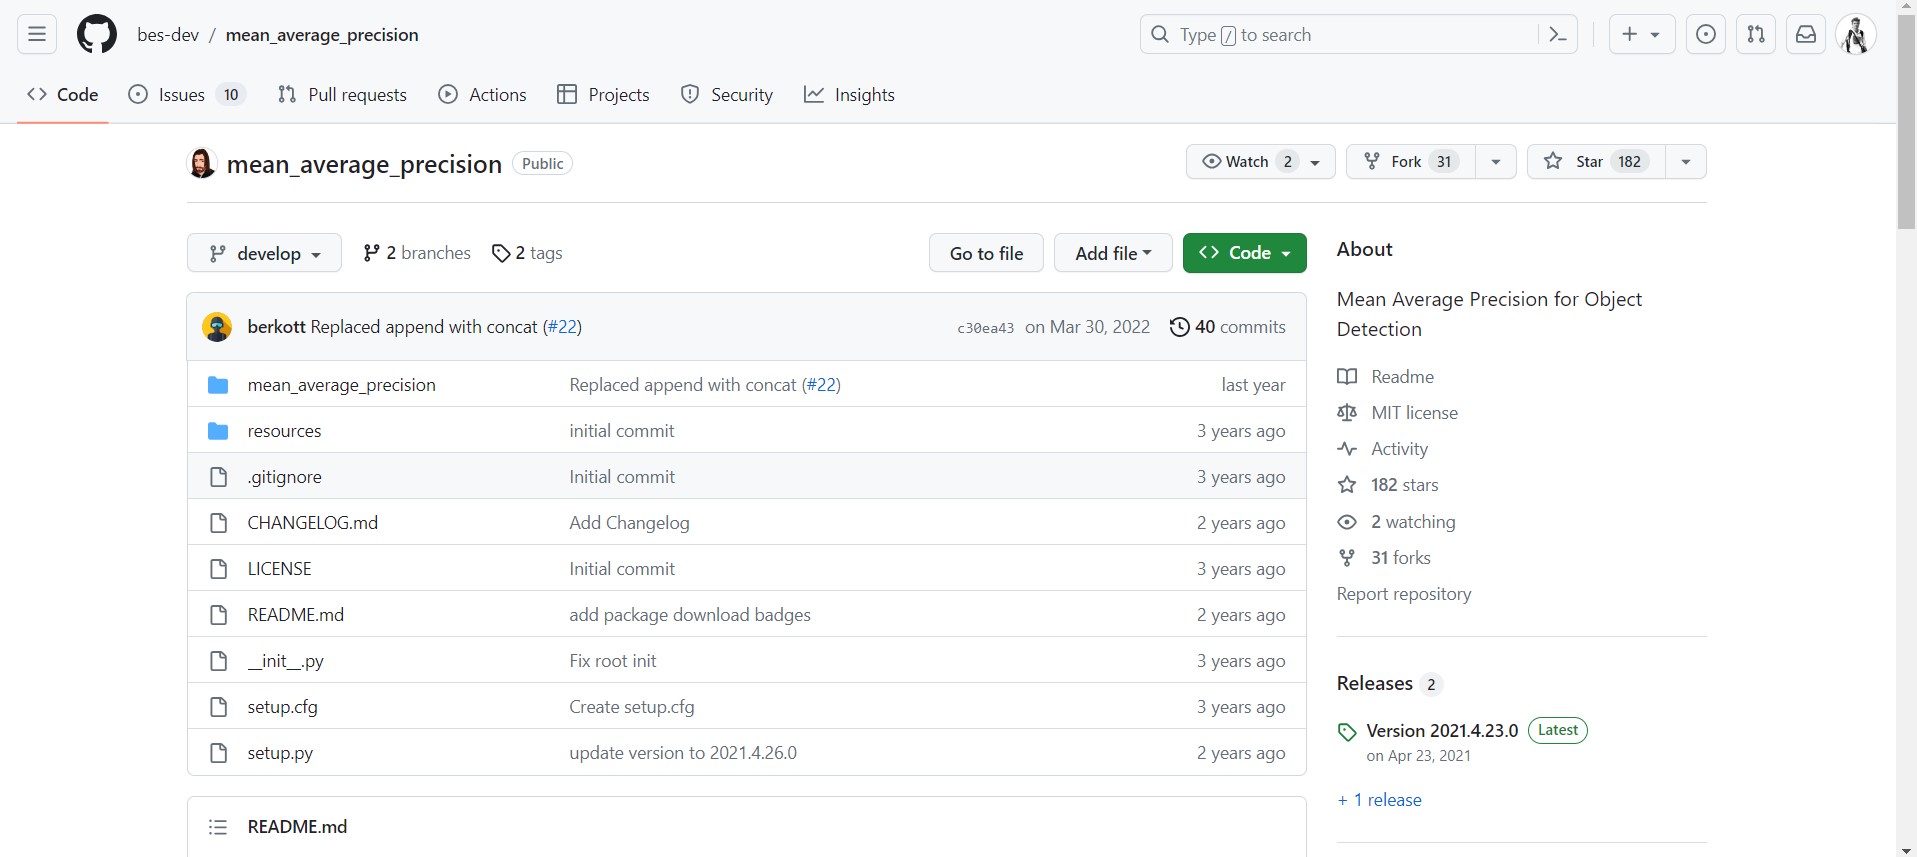 bes-dev / mean_average_precision
Type / to search
Code Issues 10 Pull requests Actions Projects Security Insights
mean_average_precision Public
Watch 2 Fork 31 Star 182
develop 2 branches 2 tags Go to file Add file Code
berkott Replaced append with concat (#22) c30ea43 on Mar 30, 2022 40 commits
mean_average_precision Replaced append with concat (#22) last year
resources initial commit 3 years ago
.gitignore Initial commit 3 years ago
CHANGELOG.md Add Changelog 2 years ago
LICENSE Initial commit 3 years ago
README.md add package download badges 2 years ago
__init__.py Fix root init 3 years ago
setup.cfg Create setup.cfg 3 years ago
setup.py update version to 2021.4.26.0 2 years ago
README.md
About
Mean Average Precision for Object
Detection
Readme
MIT license
Activity
182 stars
2 watching
31 forks
Report repository
Releases 2
Version 2021.4.23.0 Latest
on Apr 23, 2021
+ 1 release